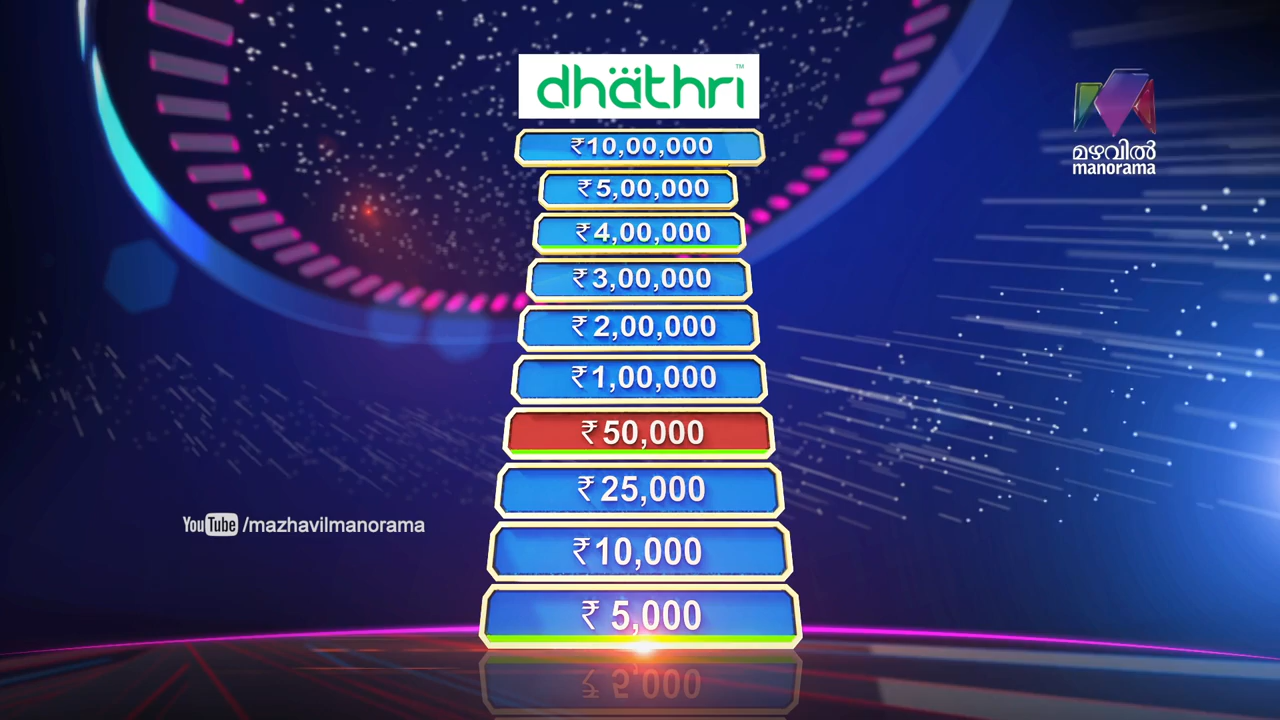 dhäthri™
മഴവിൽ
manorama
₹10,00,000
₹5,00,000
₹4,00,000
₹3,00,000
₹2,00,000
₹1,00,000
₹50,000
₹25,000
₹10,000
₹ 5,000
YouTube /mazhavilmanorama